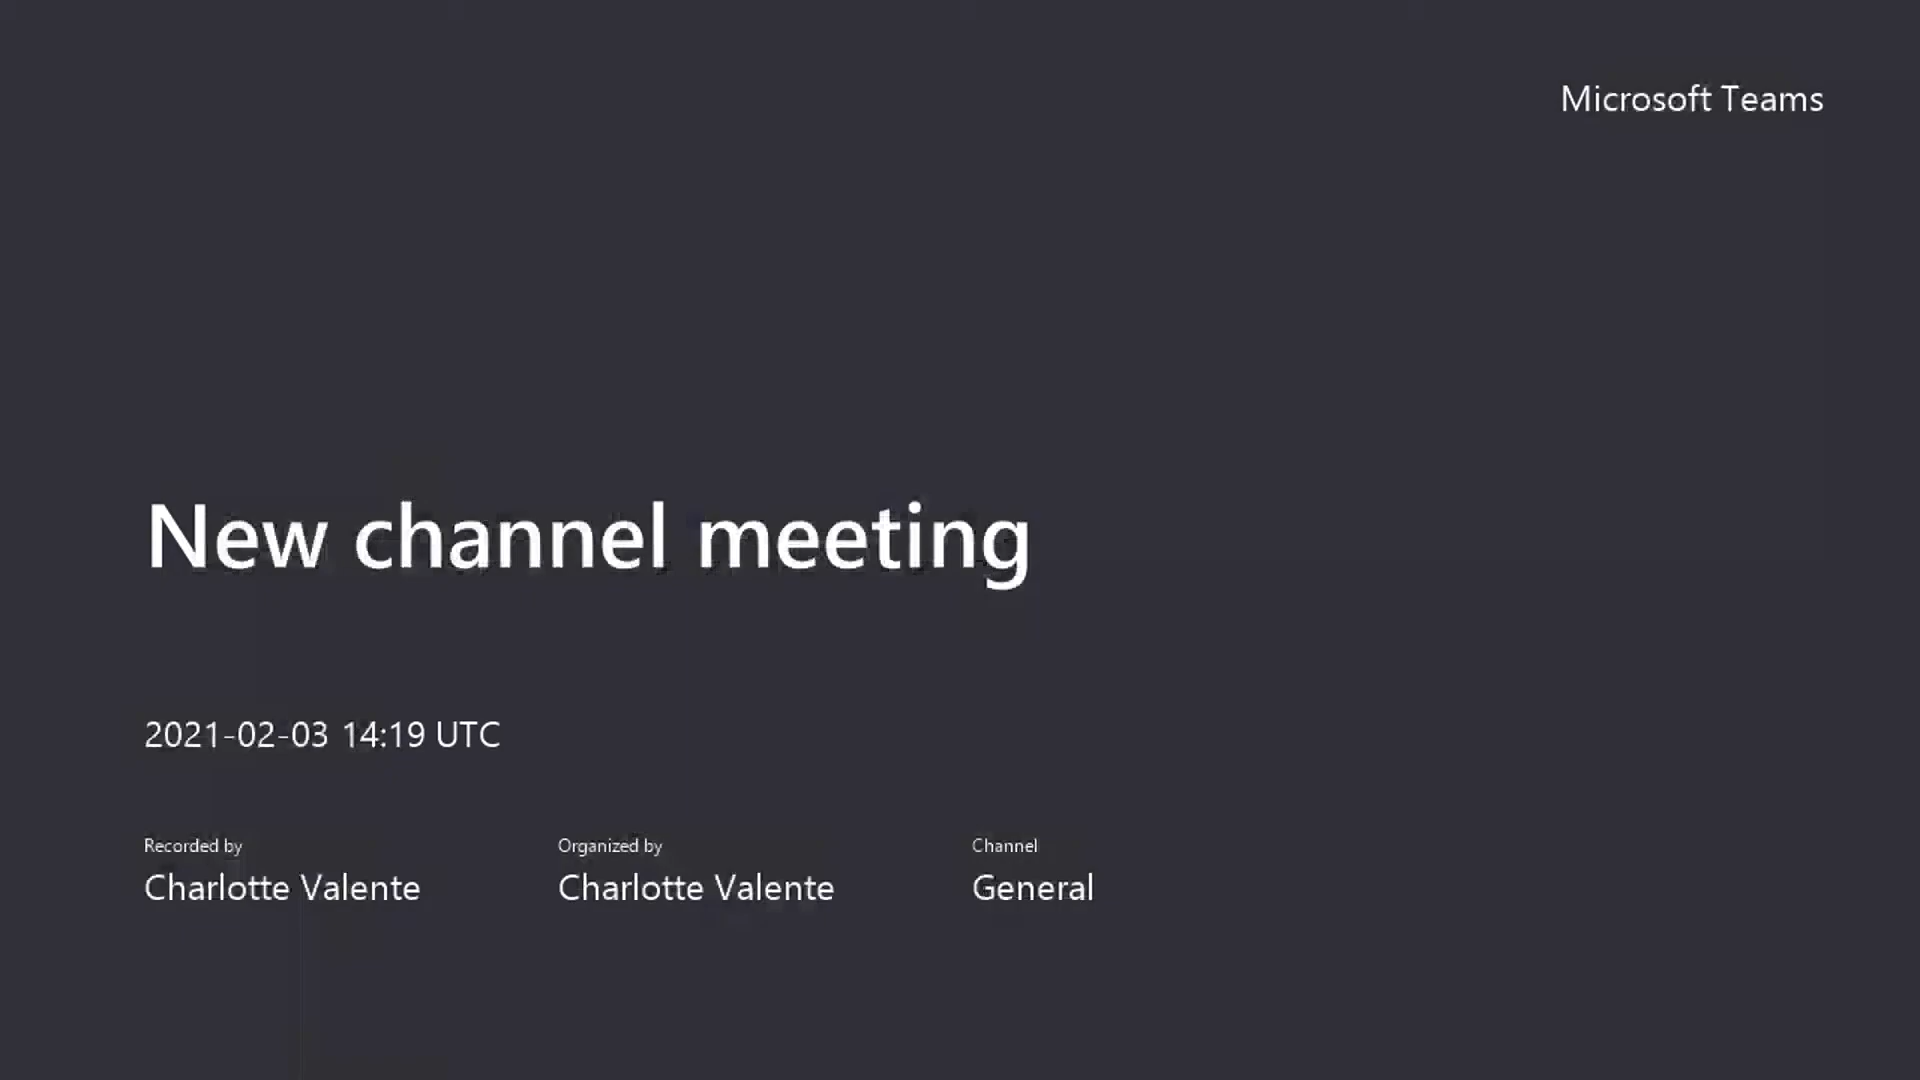 Microsoft Teams
New channel meeting
2021-02-03 14:19 UTC
Recorded by
Charlotte Valente
Organized by
Charlotte Valente
Channel
General